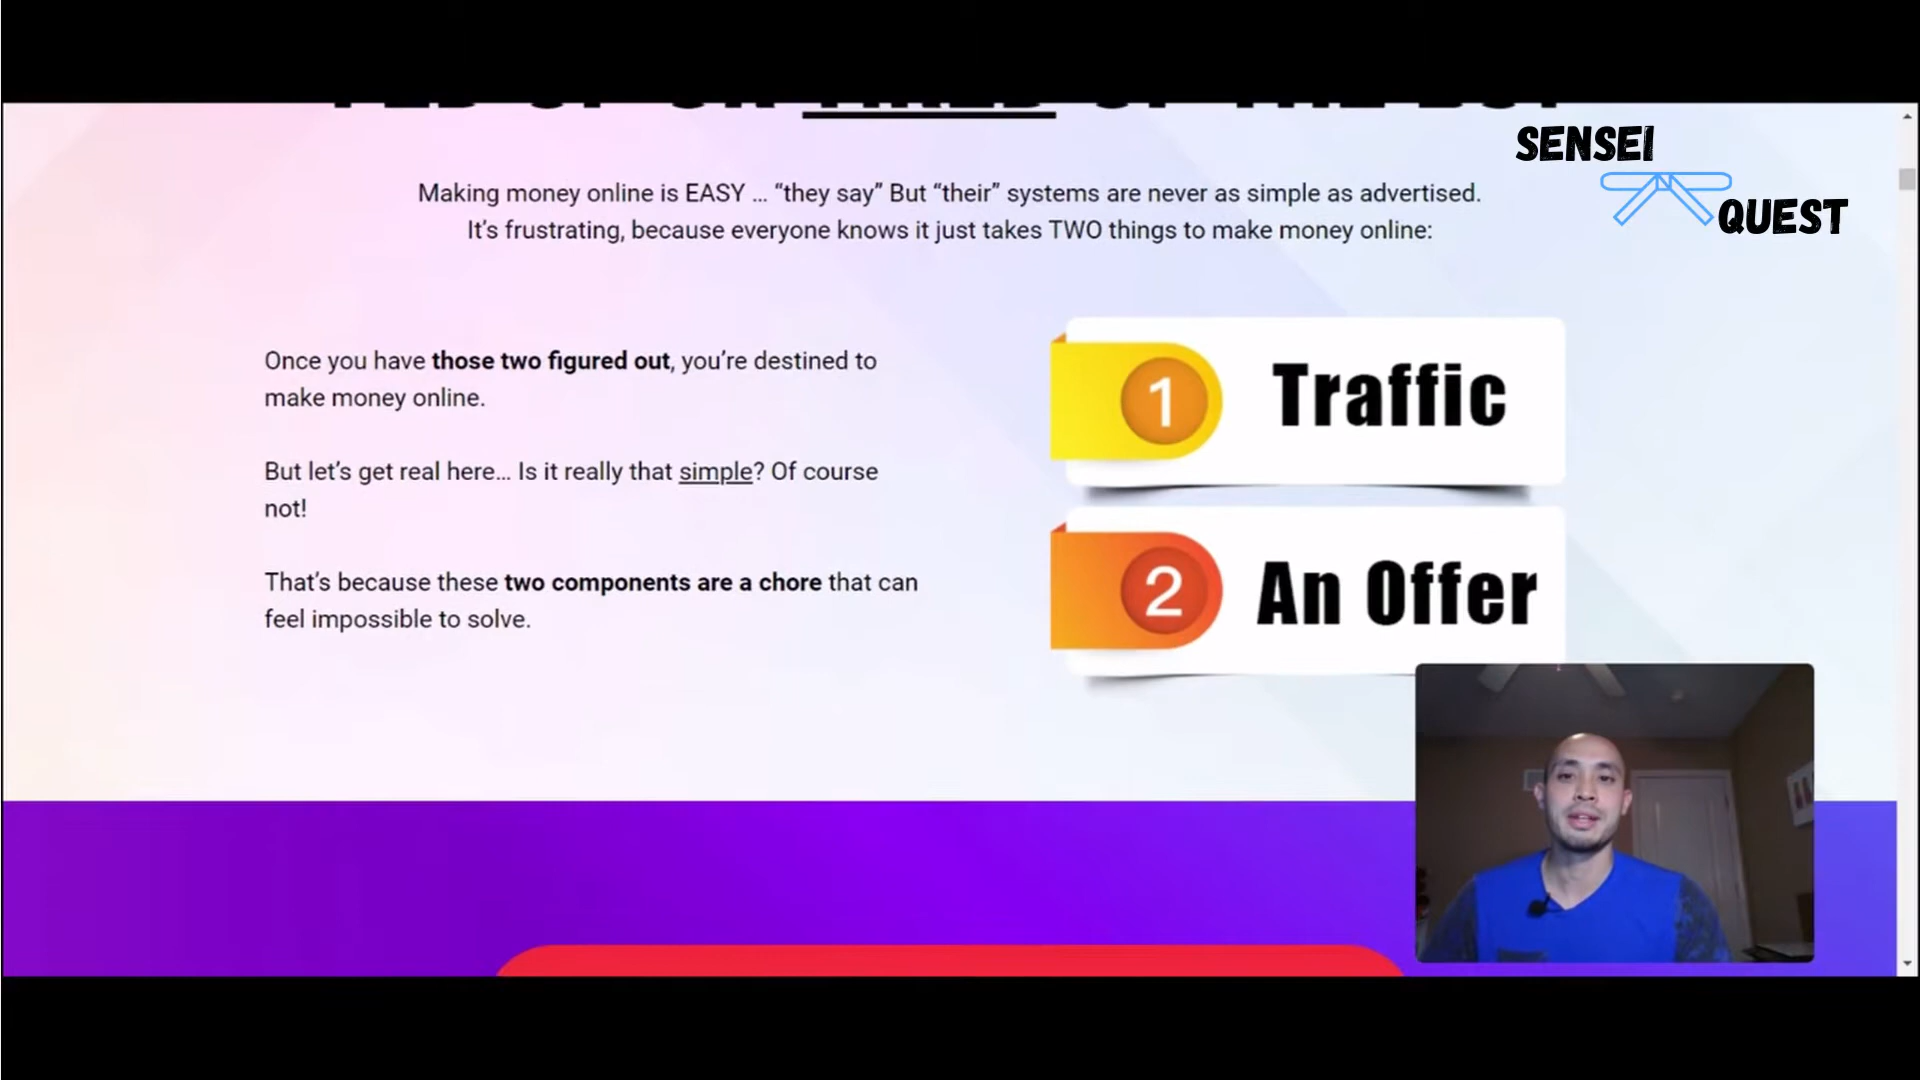 SENSEI
QUEST
Making money online is EASY ... “they say” But “their” systems are never as simple as advertised.
It’s frustrating, because everyone knows it just takes TWO things to make money online:
Once you have those two figured out, you’re destined to
make money online.
But let’s get real here... Is it really that simple? Of course
not!
That’s because these two components are a chore that can
feel impossible to solve.
1 Traffic
2 An Offer